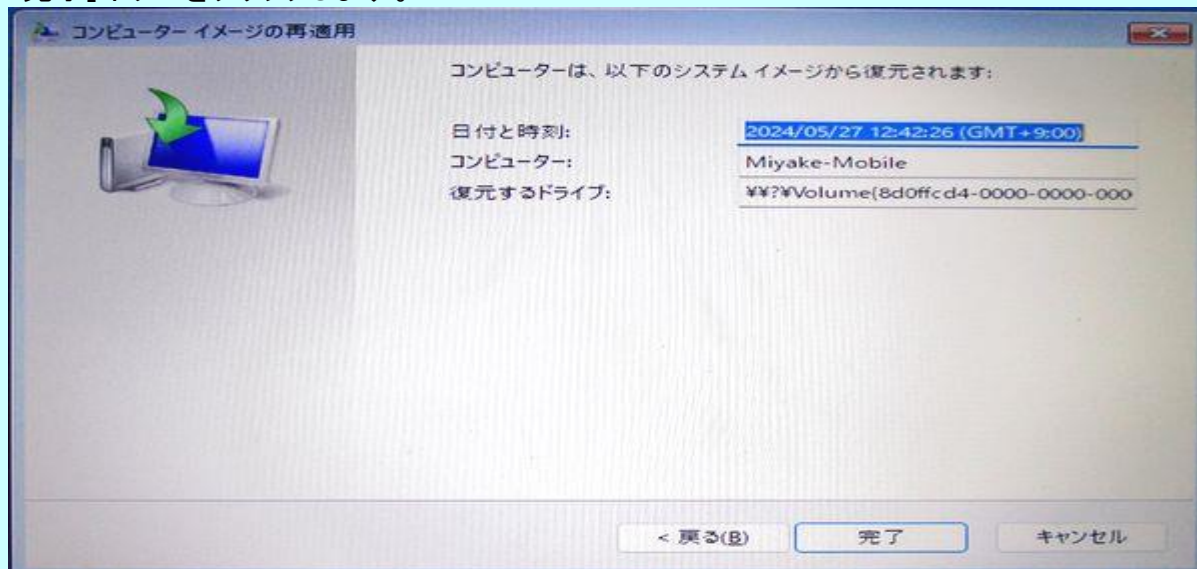 コンピューター イメージの再適用
コンピューターは、以下のシステム イメージから復元されます:
日付と時刻: 2024/05/27 12:42:26 (GMT+9:00)
コンピューター: Miyake-Mobile
復元するドライブ: ¥¥?¥Volume{8d0ffcd4-0000-0000-000
< 戻る(B) 完了 キャンセル